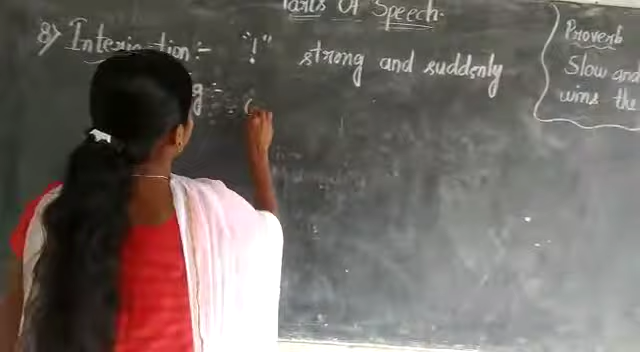 Parts Of Speech.
8) Interjection :- "!" strong and suddenly
Proverb
Slow and
wins the